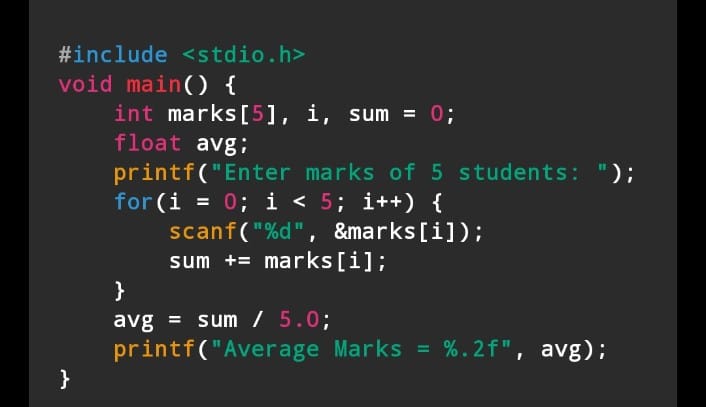 #include <stdio.h>
void main() {
    int marks[5], i, sum = 0;
    float avg;
    printf("Enter marks of 5 students: ");
    for(i = 0; i < 5; i++) {
        scanf("%d", &marks[i]);
        sum += marks[i];
    }
    avg = sum / 5.0;
    printf("Average Marks = %.2f", avg);
}